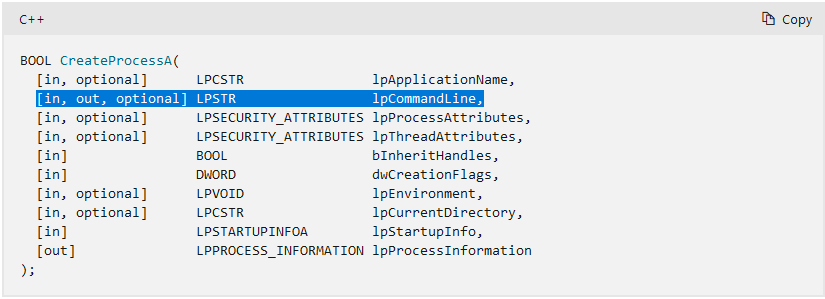 C++ Copy
BOOL CreateProcessA(
  [in, optional]      LPCSTR                lpApplicationName,
  [in, out, optional] LPSTR                 lpCommandLine,
  [in, optional]      LPSECURITY_ATTRIBUTES lpProcessAttributes,
  [in, optional]      LPSECURITY_ATTRIBUTES lpThreadAttributes,
  [in]                BOOL                  bInheritHandles,
  [in]                DWORD                 dwCreationFlags,
  [in, optional]      LPVOID                lpEnvironment,
  [in, optional]      LPCSTR                lpCurrentDirectory,
  [in]                LPSTARTUPINFOA        lpStartupInfo,
  [out]               LPPROCESS_INFORMATION lpProcessInformation
);